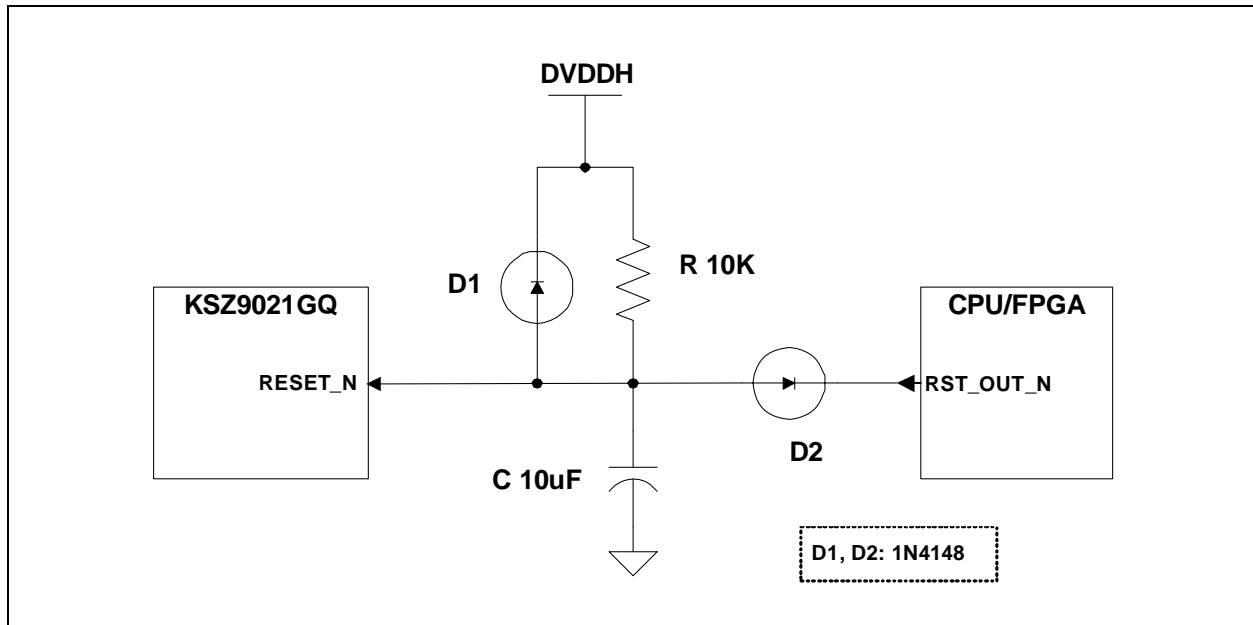 DVDDH
D1
R 10K
KSZ9021GQ
RESET_N
CPU/FPGA
RST_OUT_N
D2
C 10uF
D1, D2: 1N4148